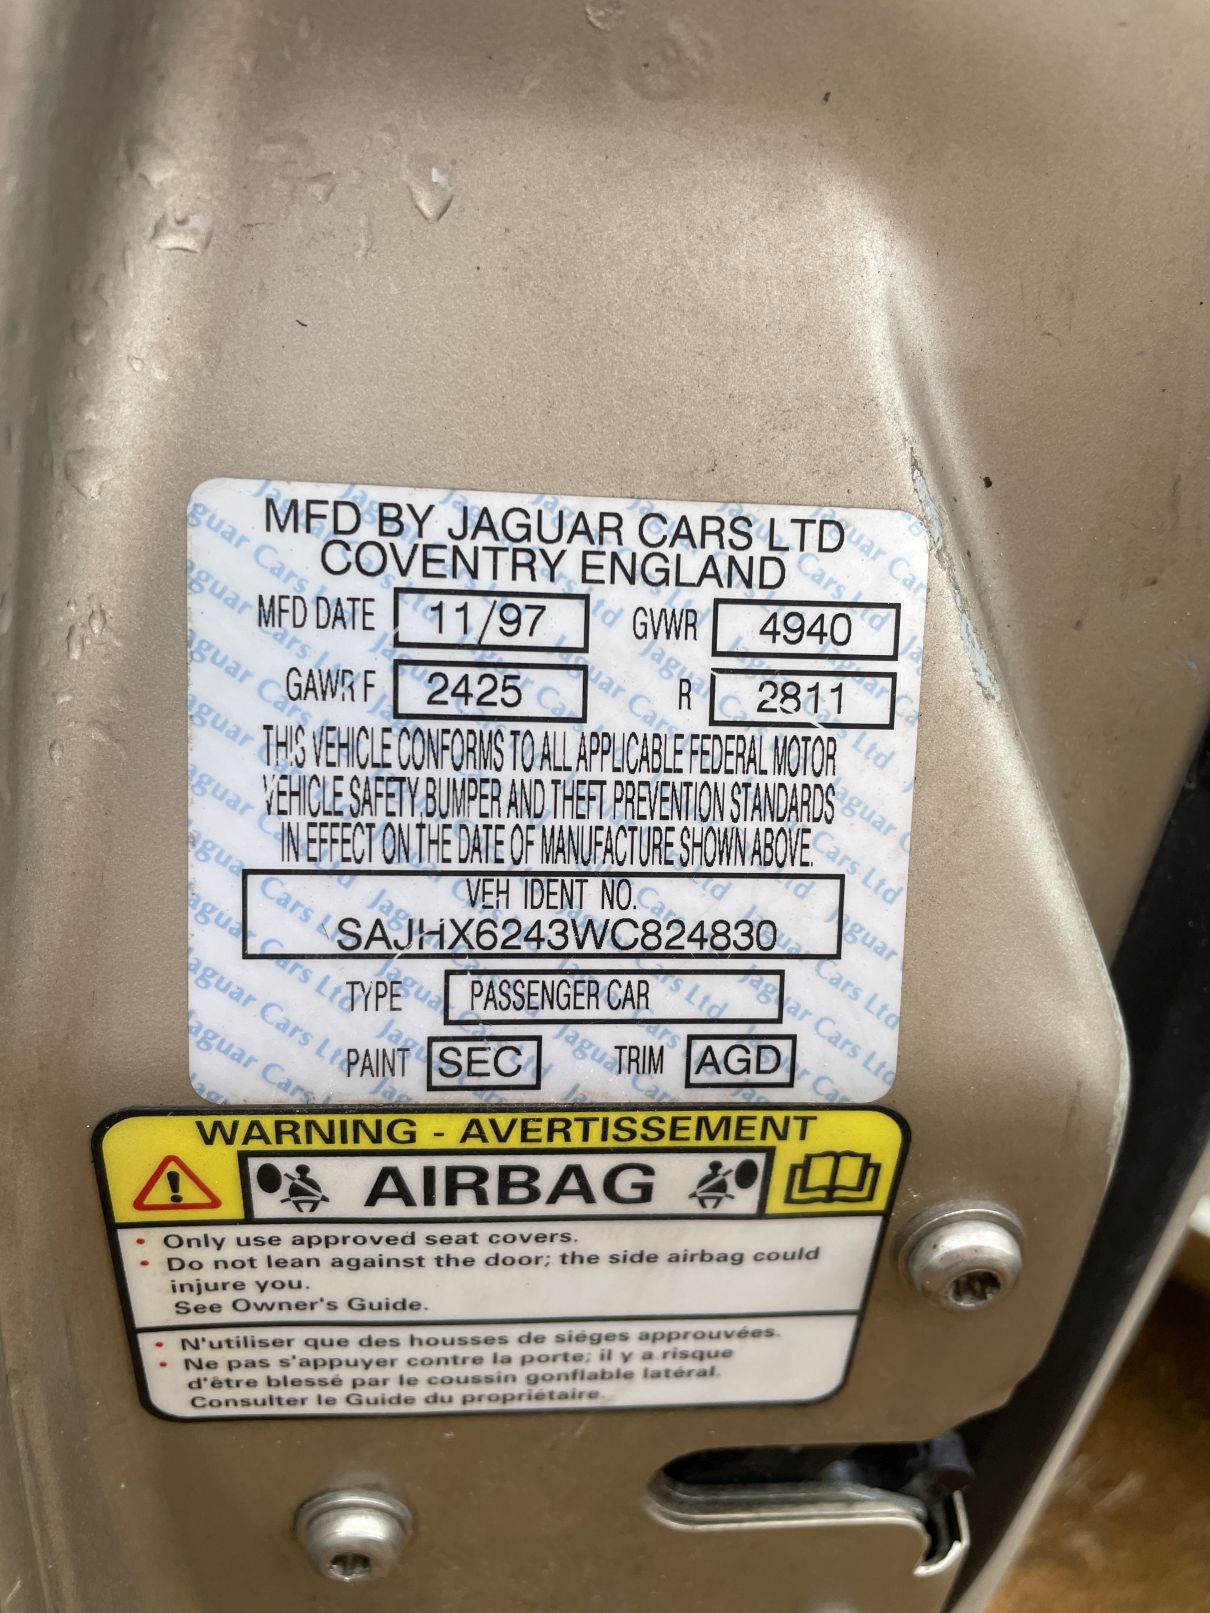 MFD BY JAGUAR CARS LTD
COVENTRY ENGLAND
MFD DATE 11/97 GVWR 4940
GAWR F 2425 R 2811
THIS VEHICLE CONFORMS TO ALL APPLICABLE FEDERAL MOTOR
VEHICLE SAFETY, BUMPER AND THEFT PREVENTION STANDARDS
IN EFFECT ON THE DATE OF MANUFACTURE SHOWN ABOVE.
VEH IDENT NO.
SAJHX6243WC824830
TYPE PASSENGER CAR
PAINT SEC TRIM AGD
WARNING - AVERTISSEMENT
AIRBAG
• Only use approved seat covers.
• Do not lean against the door; the side airbag could
injure you.
See Owner's Guide.
• N'utiliser que des housses de sièges approuvées.
• Ne pas s'appuyer contre la porte; il y a risque
d'être blessé par le coussin gonflable latéral.
Consulter le Guide du propriétaire.